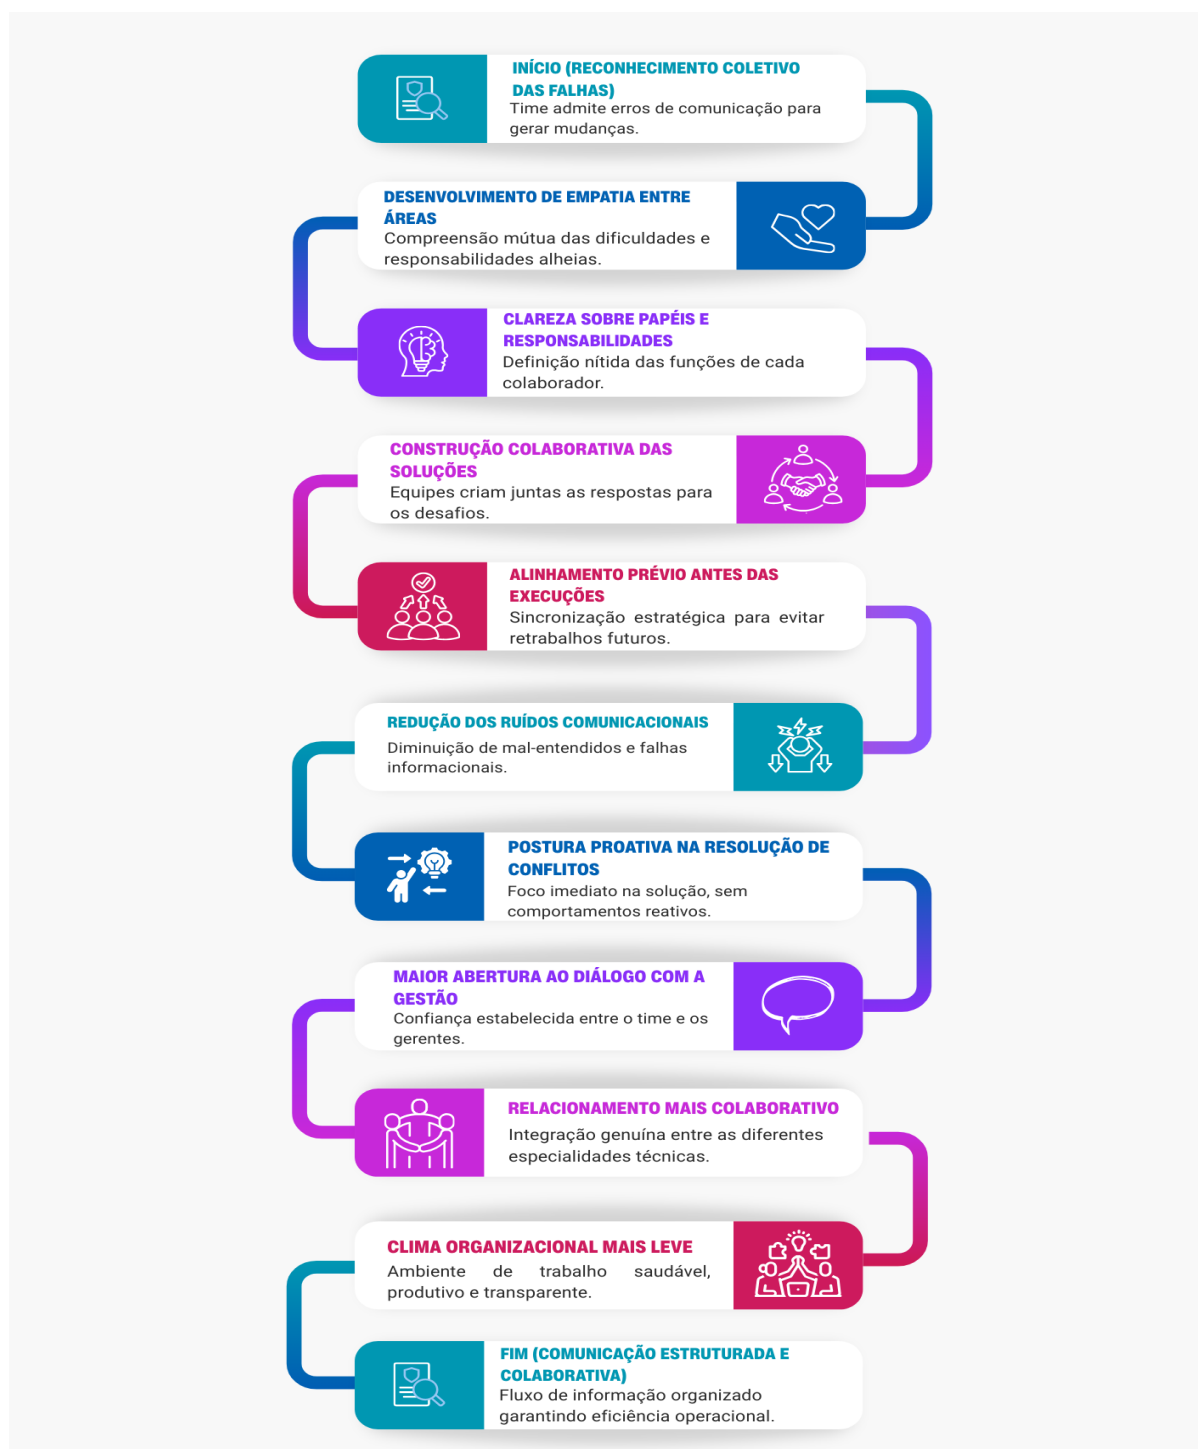 INÍCIO (RECONHECIMENTO COLETIVO
DAS FALHAS)
Time admite erros de comunicação para
gerar mudanças.
DESENVOLVIMENTO DE EMPATIA ENTRE
ÁREAS
Compreensão mútua das dificuldades e
responsabilidades alheias.
CLAREZA SOBRE PAPÉIS E
RESPONSABILIDADES
Definição nítida das funções de cada
colaborador.
CONSTRUÇÃO COLABORATIVA DAS
SOLUÇÕES
Equipes criam juntas as respostas para
os desafios.
ALINHAMENTO PRÉVIO ANTES DAS
EXECUÇÕES
Sincronização estratégica para evitar
retrabalhos futuros.
REDUÇÃO DOS RUÍDOS COMUNICACIONAIS
Diminuição de mal-entendidos e falhas
informacionais.
POSTURA PROATIVA NA RESOLUÇÃO DE
CONFLITOS
Foco imediato na solução, sem
comportamentos reativos.
MAIOR ABERTURA AO DIÁLOGO COM A
GESTÃO
Confiança estabelecida entre o time e os
gerentes.
RELACIONAMENTO MAIS COLABORATIVO
Integração genuína entre as diferentes
especialidades técnicas.
CLIMA ORGANIZACIONAL MAIS LEVE
Ambiente de trabalho saudável,
produtivo e transparente.
FIM (COMUNICAÇÃO ESTRUTURADA E
COLABORATIVA)
Fluxo de informação organizado
garantindo eficiência operacional.